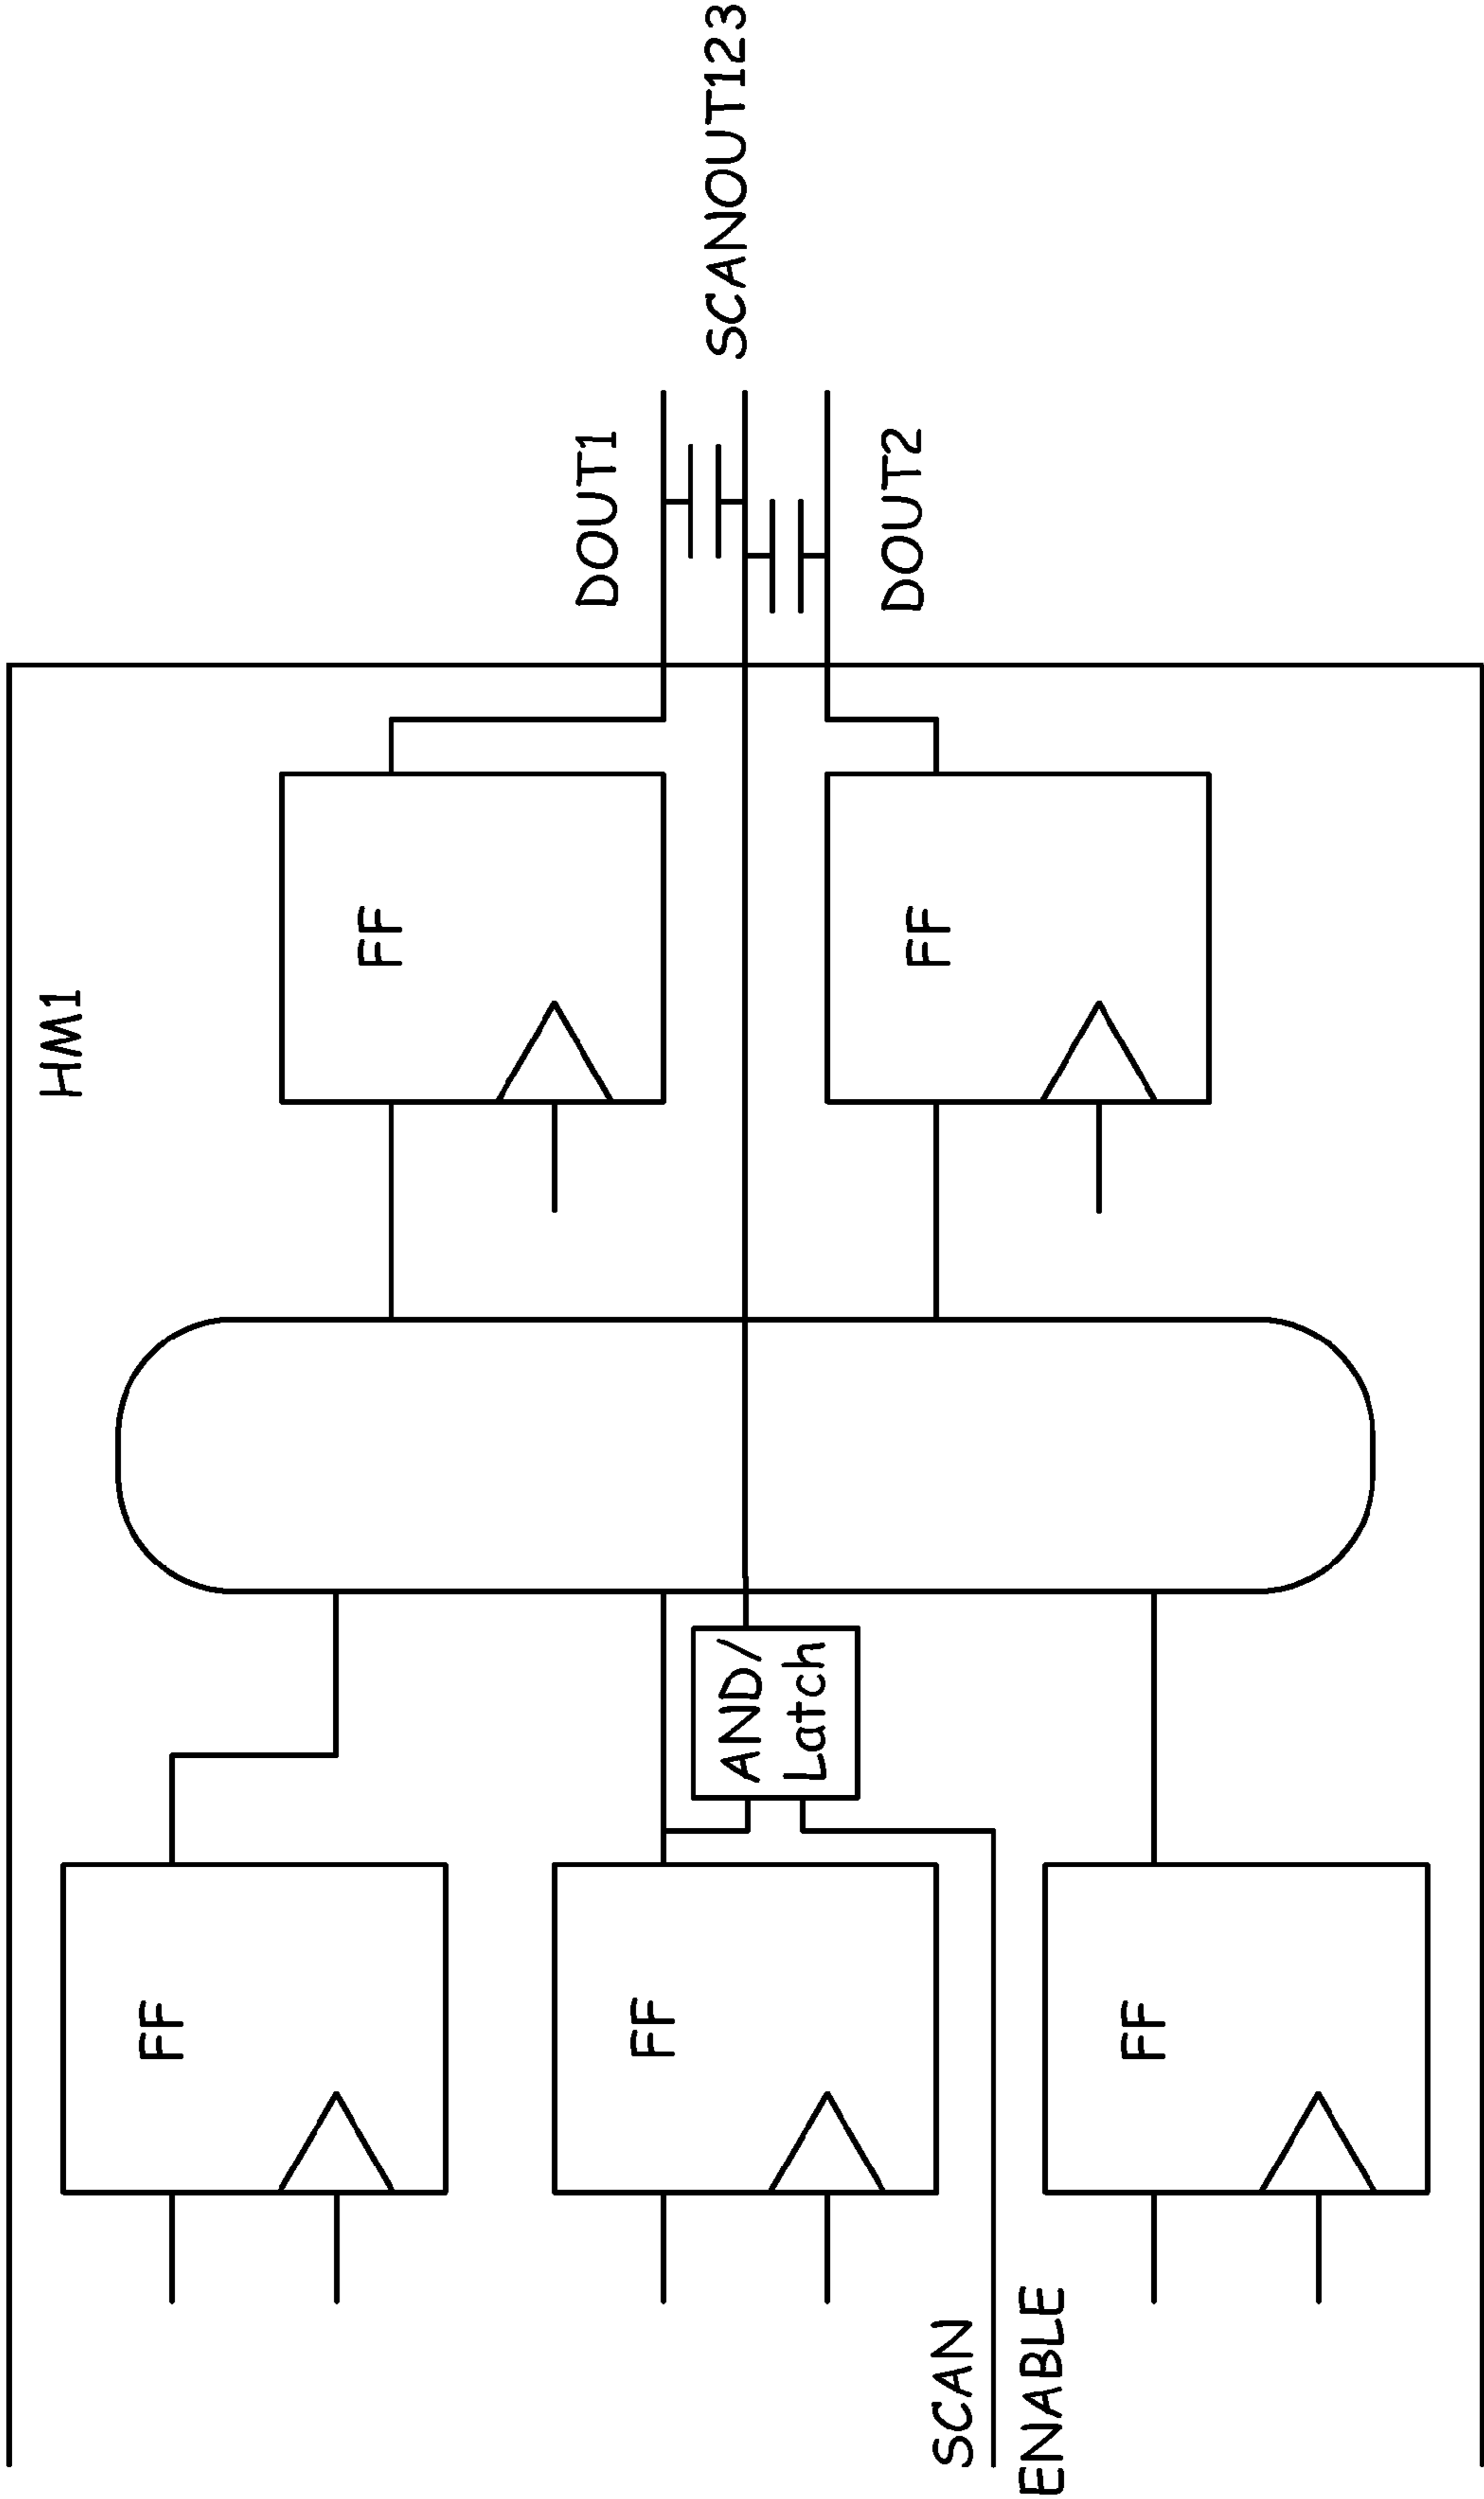 HM1
FF
FF
FF
FF
FF
AND/
Latch
SCAN
ENABLE
DOUT1
SCANOUT123
DOUT2